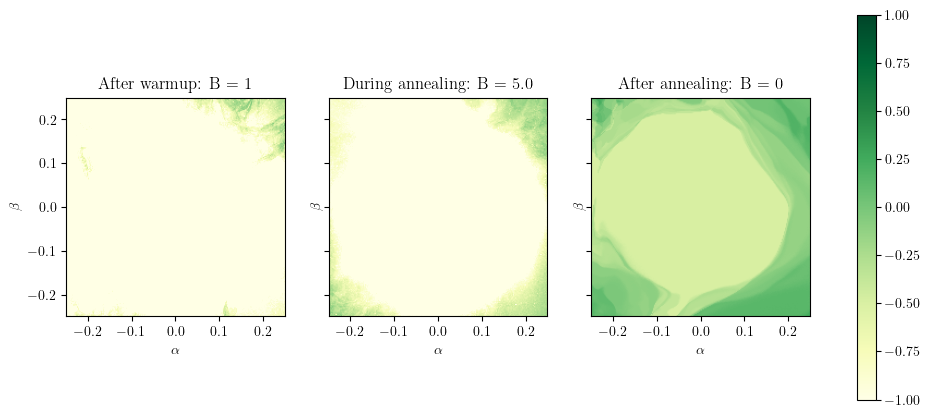 After warmup: B = 1
During annealing: B = 5.0
After annealing: B = 0
β
0.2
0.1
0.0
−0.1
−0.2
−0.2 −0.1 0.0 0.1 0.2
α
β
−0.2 −0.1 0.0 0.1 0.2
α
β
−0.2 −0.1 0.0 0.1 0.2
α
1.00
0.75
0.50
0.25
0.00
−0.25
−0.50
−0.75
−1.00